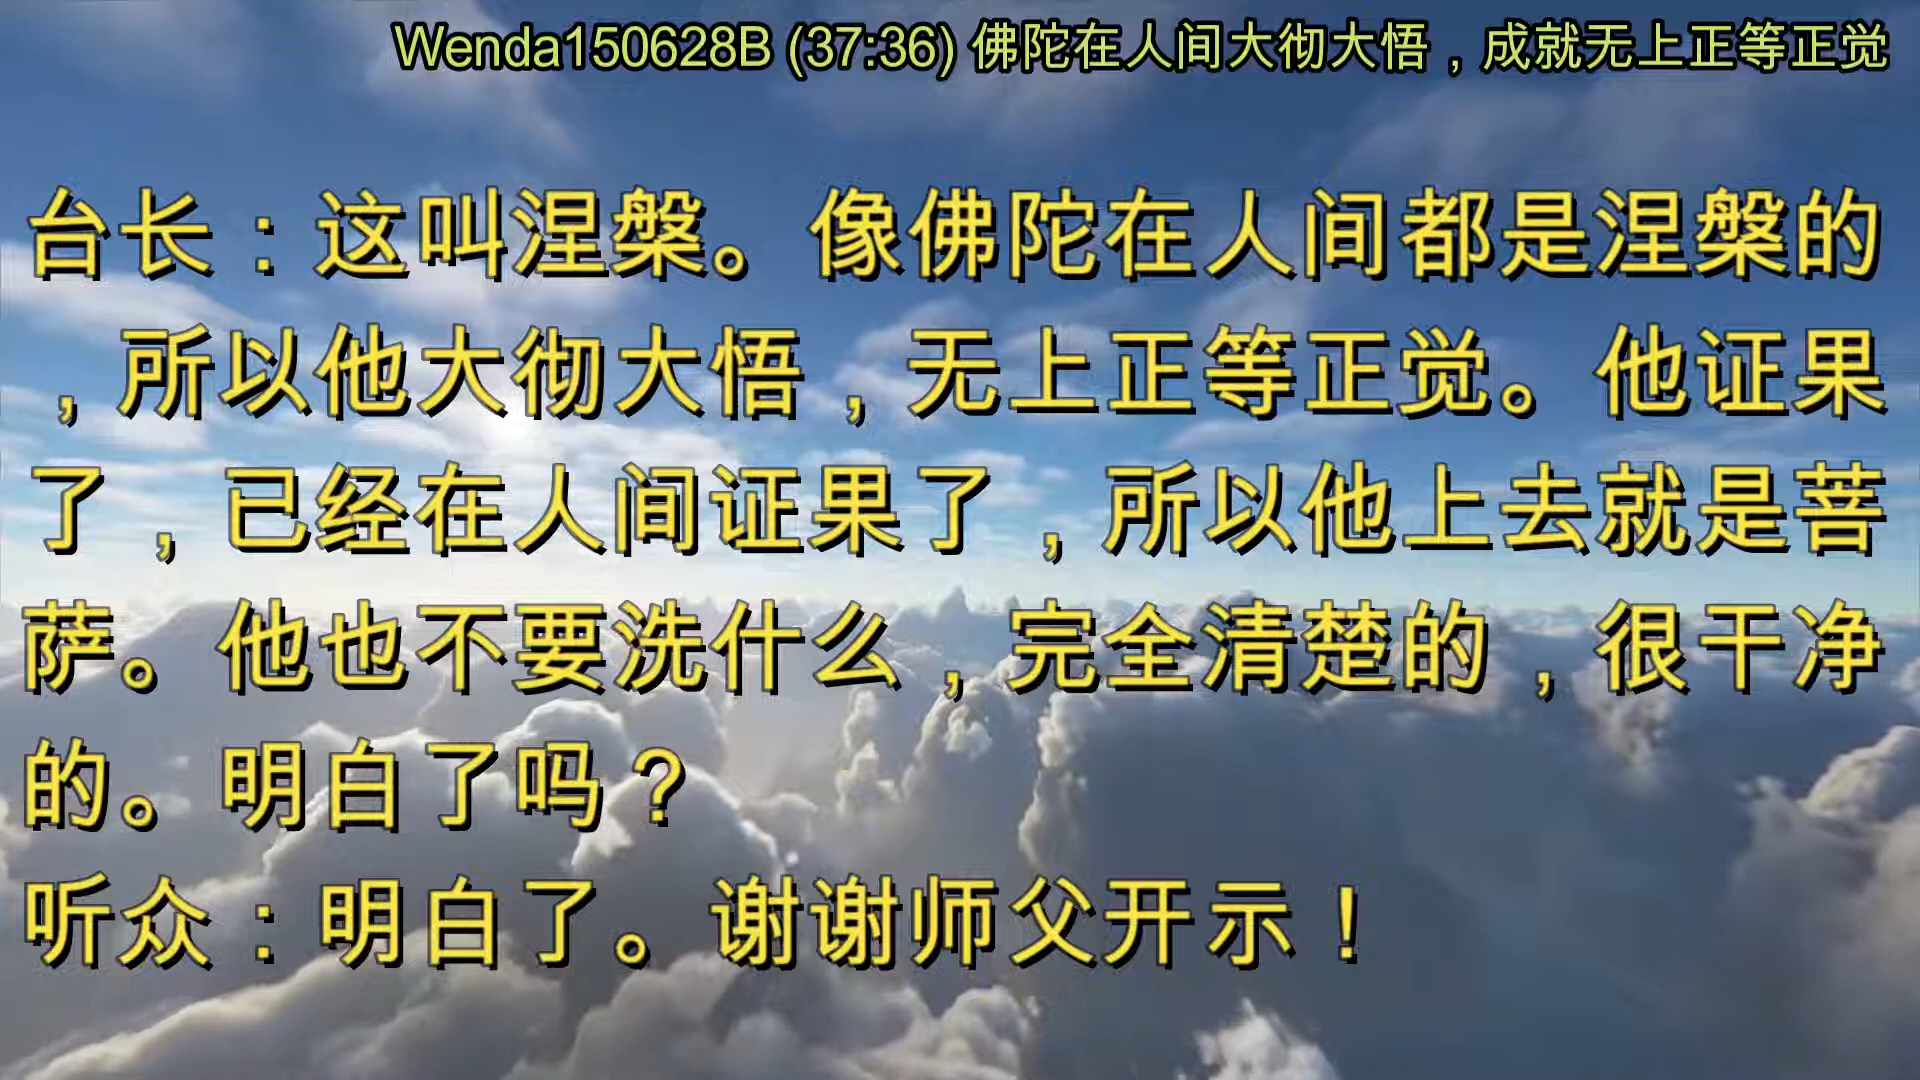 Wenda150628B (37:36) 佛陀在人间大彻大悟，成就无上正等正觉
台长：这叫涅槃。像佛陀在人间都是涅槃的
，所以他大彻大悟，无上正等正觉。他证果
了，已经在人间证果了，所以他上去就是菩
萨。他也不要洗什么，完全清楚的，很干净
的。明白了吗？
听众：明白了。谢谢师父开示！